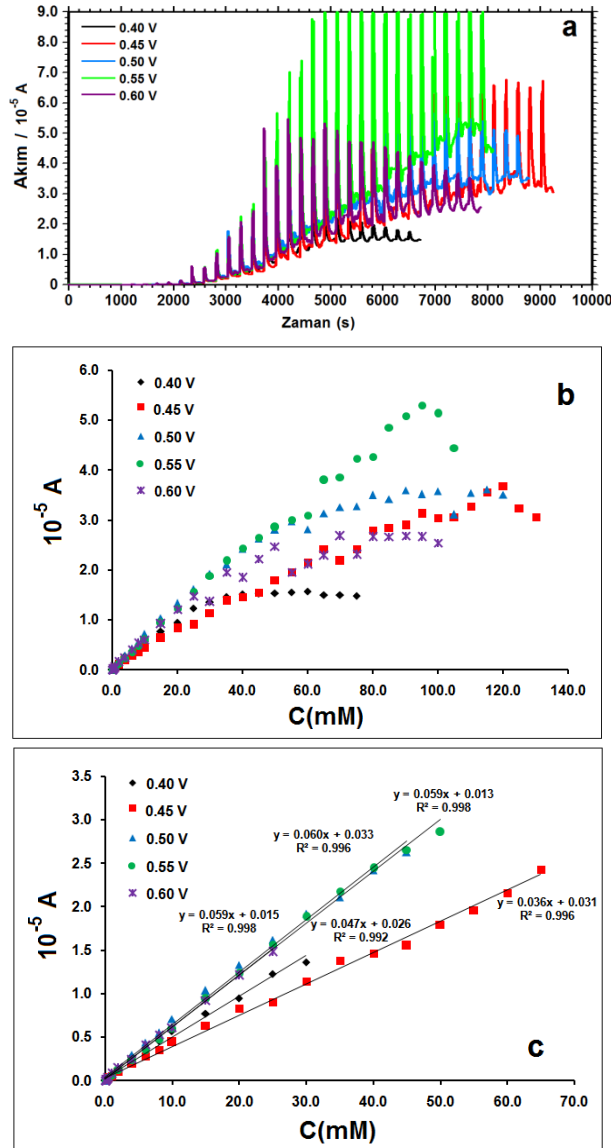 a
0.40 V
0.45 V
0.50 V
0.55 V
0.60 V
Akım / 10⁻⁵ A
9.0
8.0
7.0
6.0
5.0
4.0
3.0
2.0
1.0
0
0 1000 2000 3000 4000 5000 6000 7000 8000 9000 10000
Zaman (s)
b
0.40 V
0.45 V
0.50 V
0.55 V
0.60 V
10⁻⁵ A
6.0
5.0
4.0
3.0
2.0
1.0
0.0
0.0 20.0 40.0 60.0 80.0 100.0 120.0 140.0
C(mM)
0.40 V
0.45 V
0.50 V
0.55 V
0.60 V
10⁻⁵ A
3.5
3.0
2.5
2.0
1.5
1.0
0.5
0.0
y = 0.059x + 0.013
R² = 0.998
y = 0.060x + 0.033
R² = 0.996
y = 0.059x + 0.015
R² = 0.998
y = 0.047x + 0.026
R² = 0.992
y = 0.036x + 0.031
R² = 0.996
c
0.0 10.0 20.0 30.0 40.0 50.0 60.0 70.0
C(mM)